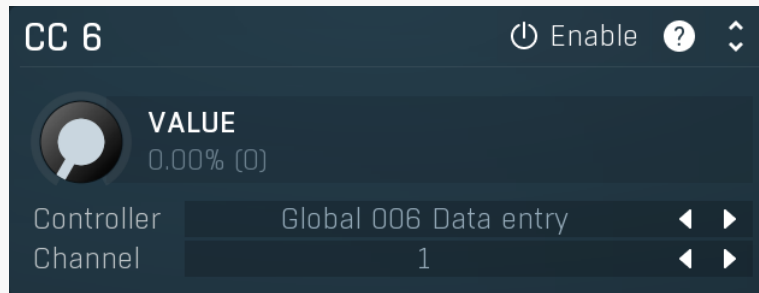 CC 6 Enable ?
VALUE
0.00% (0)
Controller Global 006 Data entry
Channel 1